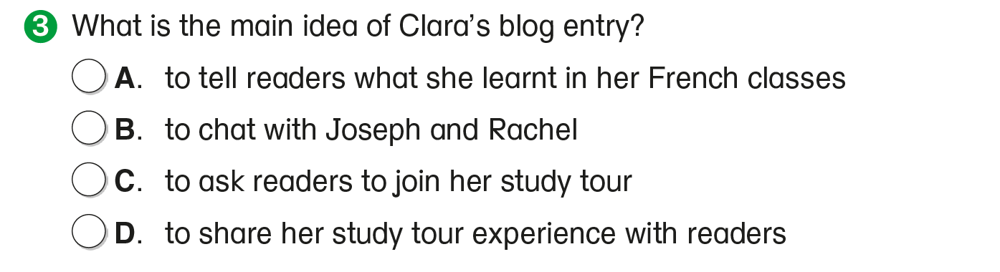 3 What is the main idea of Clara’s blog entry?
A. to tell readers what she learnt in her French classes
B. to chat with Joseph and Rachel
C. to ask readers to join her study tour
D. to share her study tour experience with readers